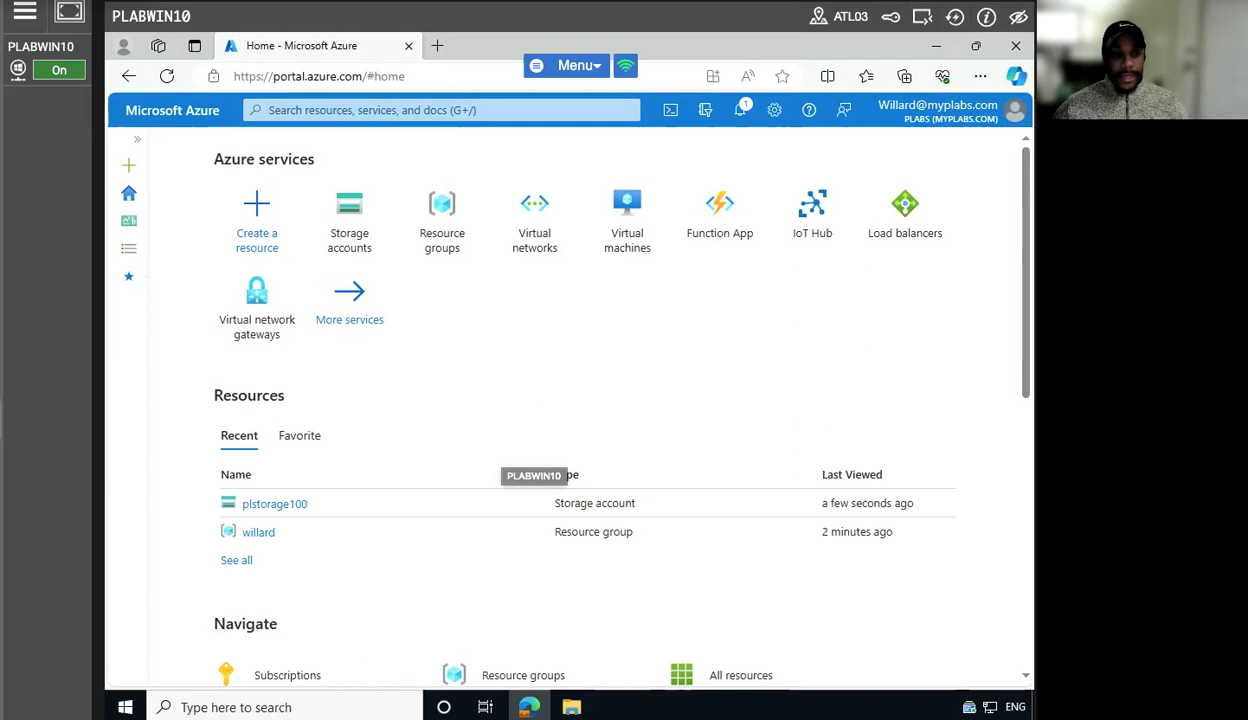 PLABWIN10
ATL03
PLABWIN10
On
Home - Microsoft Azure
https://portal.azure.com/#home
Menu
Microsoft Azure
Search resources, services, and docs (G+/)
1
Willard@myplabs.com
PLABS (MYPLABS.COM)
Azure services
Create a
resource
Storage
accounts
Resource
groups
Virtual
networks
Virtual
machines
Function App
IoT Hub
Load balancers
Virtual network
gateways
More services
Resources
Recent
Favorite
Name
PLABWIN10
pe
Last Viewed
plstorage100
Storage account
a few seconds ago
willard
Resource group
2 minutes ago
See all
Navigate
Subscriptions
Resource groups
All resources
Type here to search
ENG